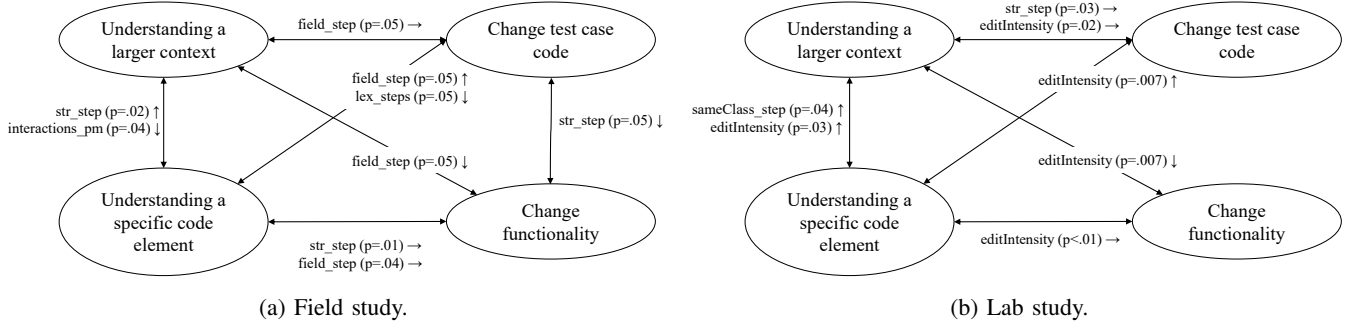 Understanding a
larger context
field_step (p=.05) →
Change test case
code
field_step (p=.05) ↑
lex_steps (p=.05) ↓
str_step (p=.02) ↑
interactions_pm (p=.04) ↓
str_step (p=.05) ↓
field_step (p=.05) ↓
Understanding a
specific code
element
Change
functionality
str_step (p=.01) →
field_step (p=.04) →
(a) Field study.
Understanding a
larger context
str_step (p=.03) →
editIntensity (p=.02) →
Change test case
code
editIntensity (p=.007) ↑
sameClass_step (p=.04) ↑
editIntensity (p=.03) ↑
editIntensity (p=.007) ↓
Understanding a
specific code
element
Change
functionality
editIntensity (p<.01) →
(b) Lab study.